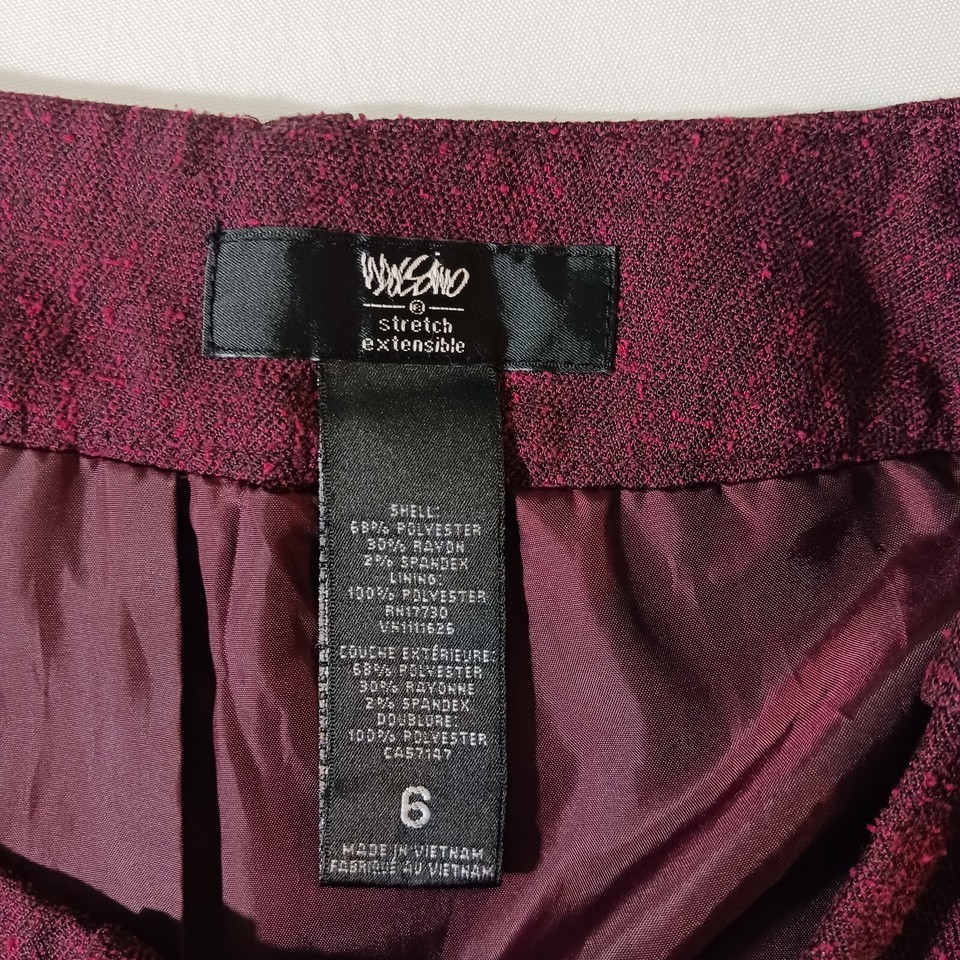 Mossimo
stretch
extensible
SHELL:
68% POLYESTER
30% RAYON
2% SPANDEX
LINING:
100% POLYESTER
RN17730
VH1111626
COUCHE EXTÉRIEURE:
68% POLYESTER
30% RAYONNE
2% SPANDEX
DOUBLURE:
100% POLYESTER
CA57147
6
MADE IN VIETNAM
FABRIQUÉ AU VIETNAM